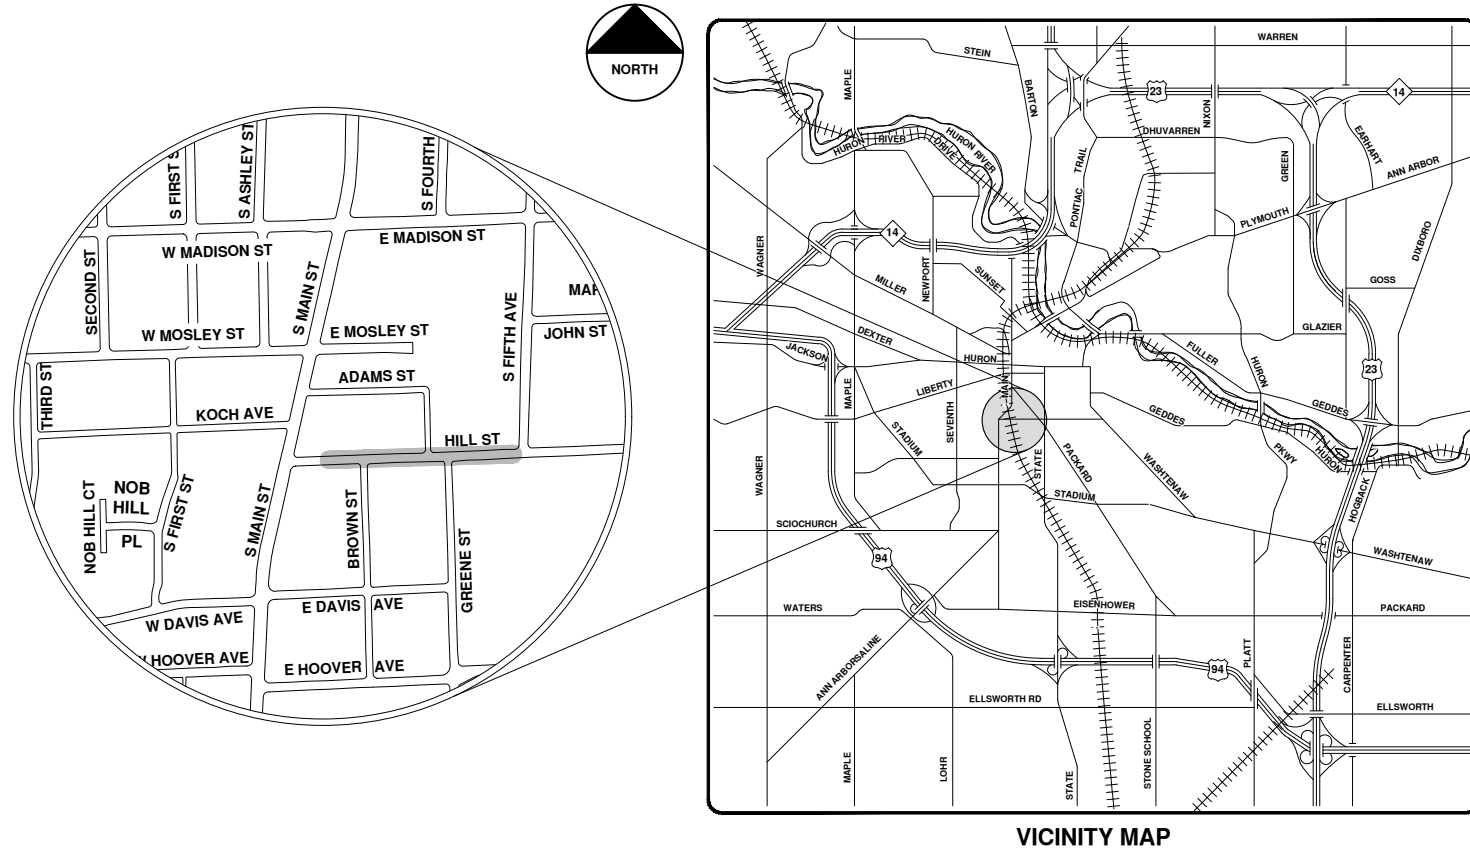 NORTH
S FIRST S
S ASHLEY ST
S FOURTH
W MADISON ST
E MADISON ST
SECOND ST
S MAIN ST
S FIFTH AVE
W MOSLEY ST
E MOSLEY ST
JOHN ST
THIRD ST
ADAMS ST
KOCH AVE
HILL ST
NOB HILL CT
NOB
HILL
PL
S FIRST ST
S MAIN ST
BROWN ST
GREENE ST
W DAVIS AVE
E DAVIS AVE
HOOVER AVE
E HOOVER AVE
STEIN
WARREN
MAPLE
BARTON
23
NIXON
14
DHUVARREN
HURON RIVER
DRIVE
HURON RIVER
PONTIAC TRAIL
GREEN
EARHART
ANN ARBOR
PLYMOUTH
DIXBORO
WAGNER
14
NEWPORT
MILLER
SUNSET
GOSS
GLAZIER
DEXTER
JACKSON
HURON
FULLER
HURON
23
MAPLE
LIBERTY
MAIN
GEDDES
GEDDES
SEVENTH
STADIUM
STATE
PACKARD
WASHTENAW
PKWY
HURON
WAGNER
STADIUM
HOGBACK
SCIOCHURCH
94
WASHTENAW
WATERS
EISENHOWER
PACKARD
ANN ARBORSALINE
94
PLATT
CARPENTER
ELLSWORTH RD
ELLSWORTH
MAPLE
LOHR
STATE
STONE SCHOOL
VICINITY MAP